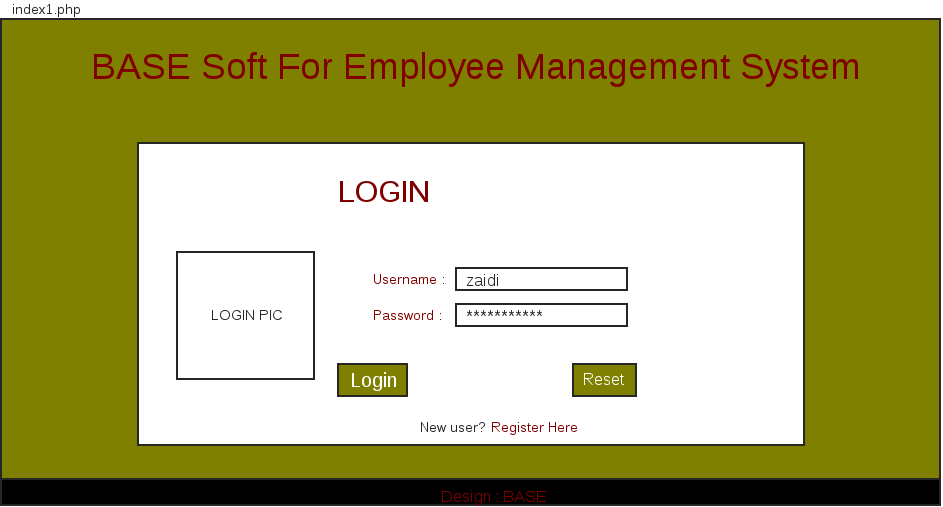 index1.php
BASE Soft For Employee Management System
LOGIN
LOGIN PIC
Username : zaidi
Password : ***********
Login Reset
New user? Register Here
Design : BASE